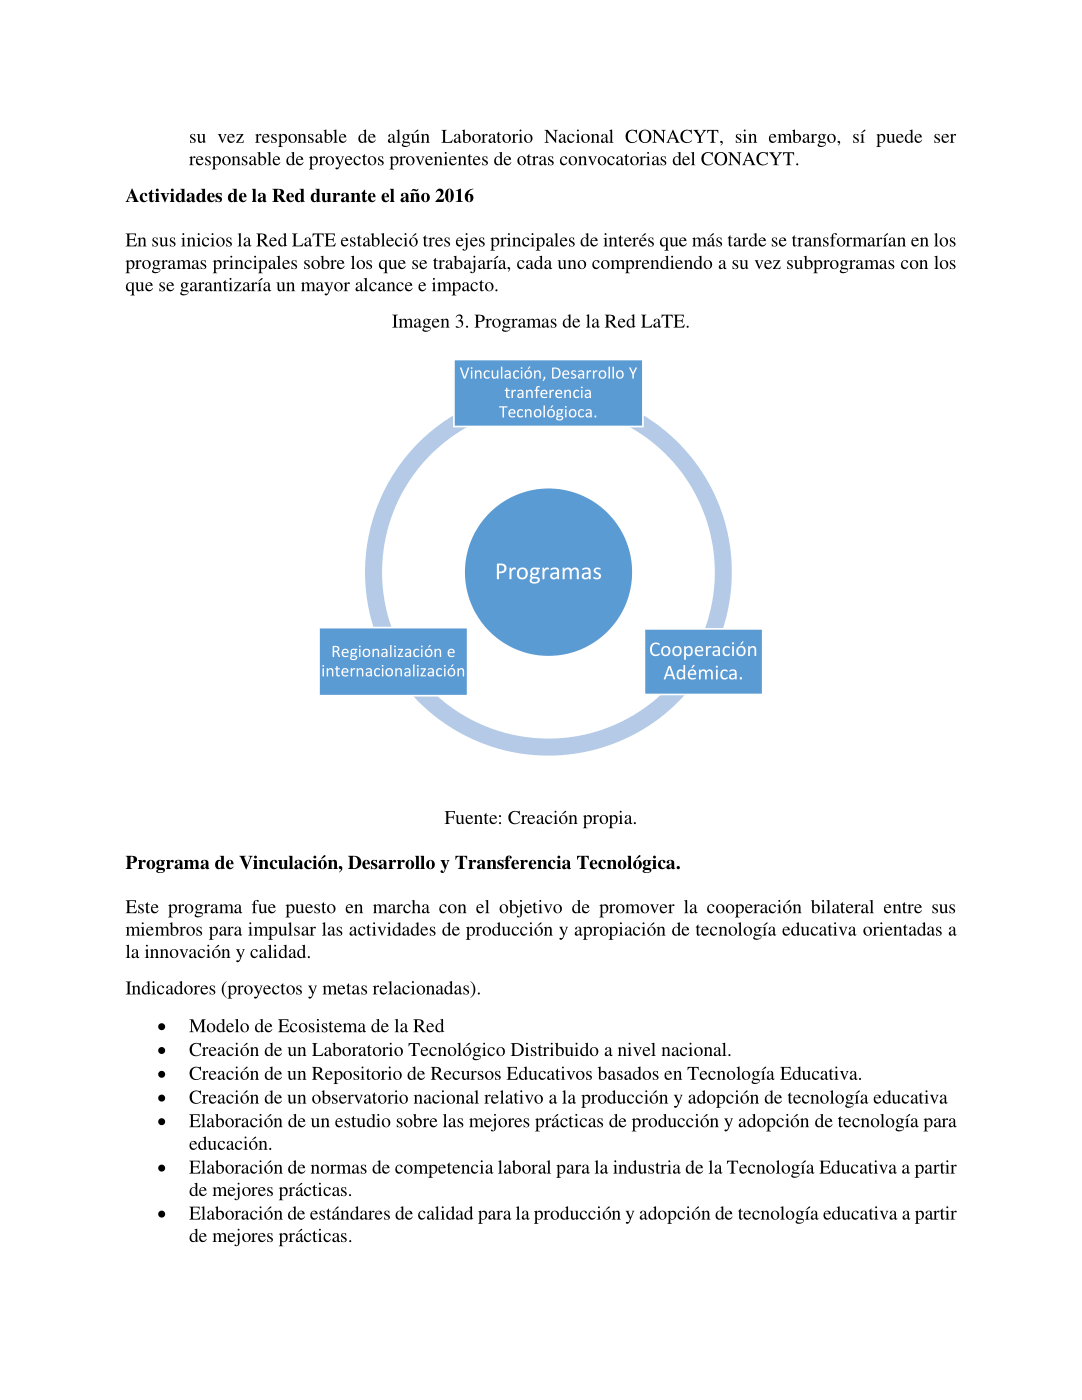 su vez responsable de algún Laboratorio Nacional CONACYT, sin embargo, sí puede ser
responsable de proyectos provenientes de otras convocatorias del CONACYT.
Actividades de la Red durante el año 2016
En sus inicios la Red LaTE estableció tres ejes principales de interés que más tarde se transformarían en los
programas principales sobre los que se trabajaría, cada uno comprendiendo a su vez subprogramas con los
que se garantizaría un mayor alcance e impacto.
Imagen 3. Programas de la Red LaTE.
Vinculación, Desarrollo Y
tranferencia
Tecnológioca.
Programas
Regionalización e
internacionalización
Cooperación
Adémica.
Fuente: Creación propia.
Programa de Vinculación, Desarrollo y Transferencia Tecnológica.
Este programa fue puesto en marcha con el objetivo de promover la cooperación bilateral entre sus
miembros para impulsar las actividades de producción y apropiación de tecnología educativa orientadas a
la innovación y calidad.
Indicadores (proyectos y metas relacionadas).
• Modelo de Ecosistema de la Red
• Creación de un Laboratorio Tecnológico Distribuido a nivel nacional.
• Creación de un Repositorio de Recursos Educativos basados en Tecnología Educativa.
• Creación de un observatorio nacional relativo a la producción y adopción de tecnología educativa
• Elaboración de un estudio sobre las mejores prácticas de producción y adopción de tecnología para
educación.
• Elaboración de normas de competencia laboral para la industria de la Tecnología Educativa a partir
de mejores prácticas.
• Elaboración de estándares de calidad para la producción y adopción de tecnología educativa a partir
de mejores prácticas.